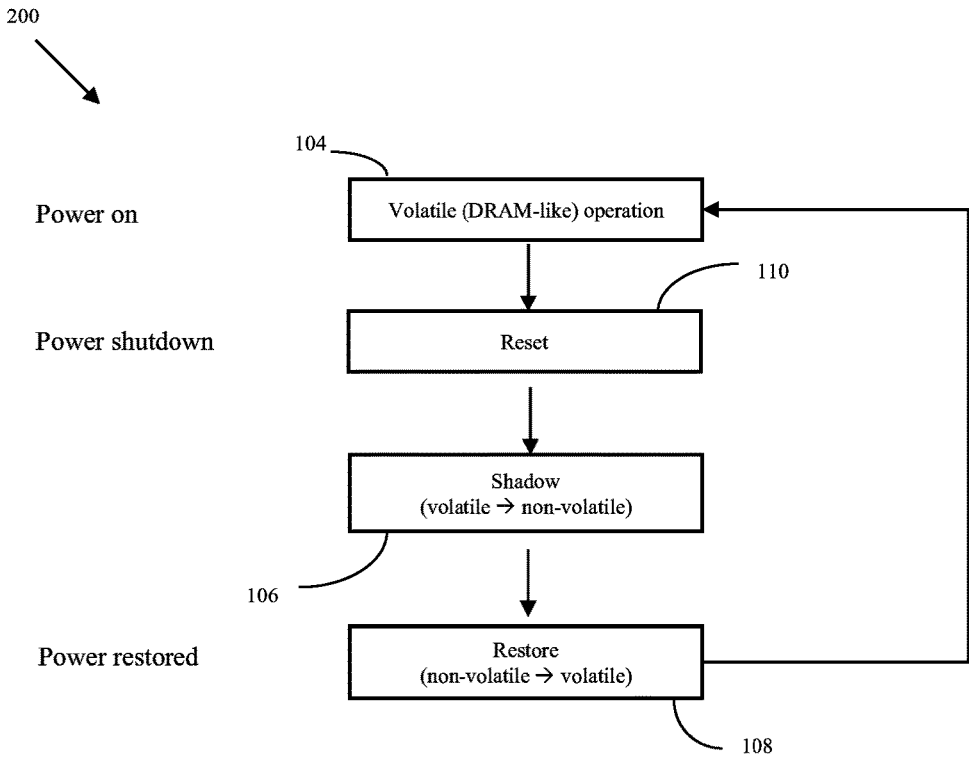 200
104
Power on
Volatile (DRAM-like) operation
110
Power shutdown
Reset
Shadow
(volatile → non-volatile)
106
Power restored
Restore
(non-volatile → volatile)
108